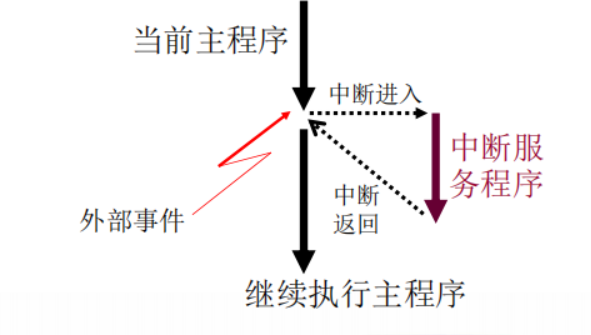 当前主程序
中断进入
中断服
务程序
外部事件
中断
返回
继续执行主程序